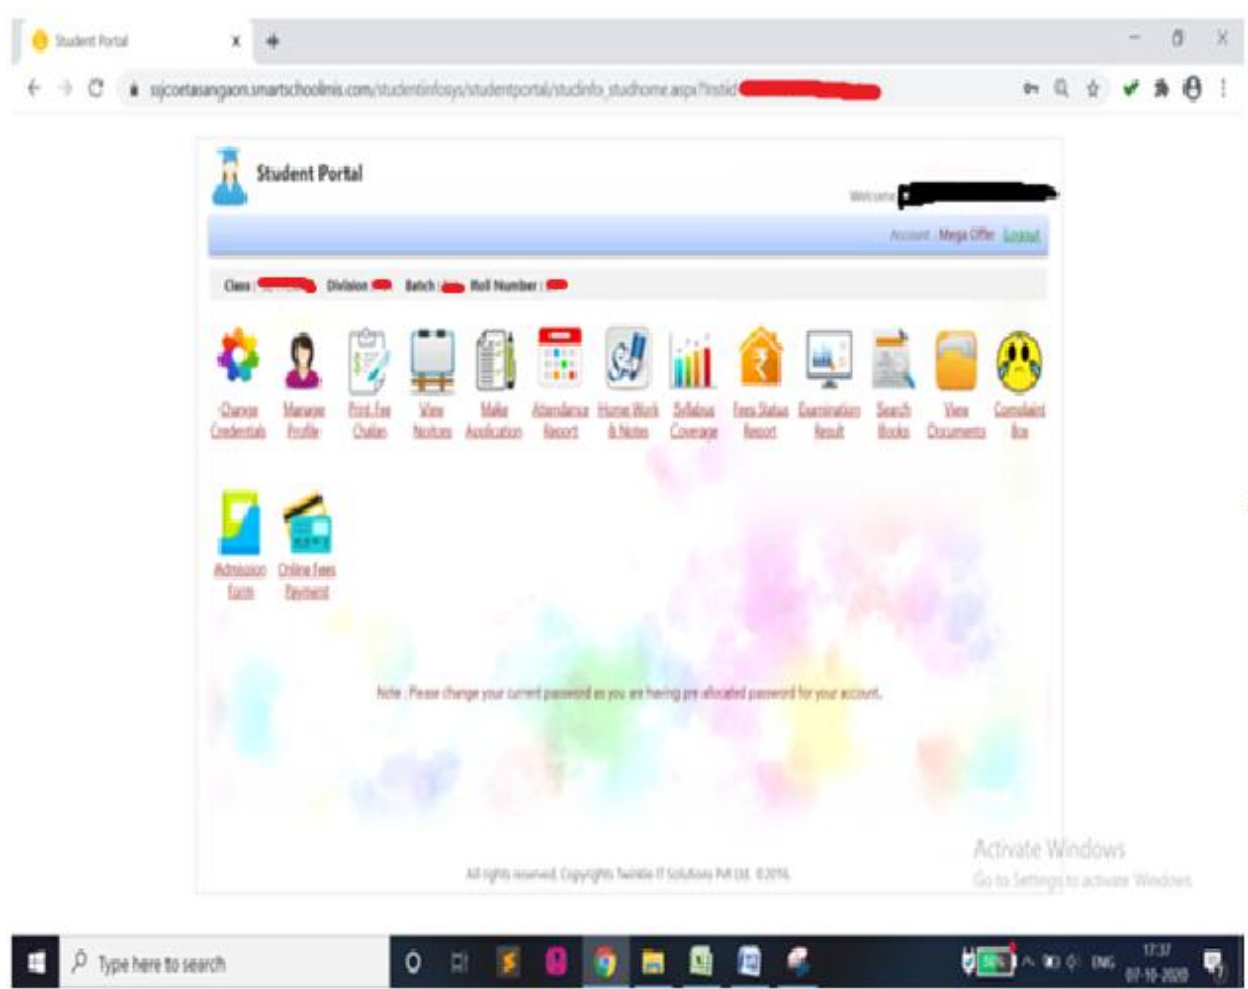 Student Portal
ssjcoetasangaon.smartschoolmis.com/studentinfosys/studentportal/studinfo_studhome.aspx?instid
Student Portal
Welcome
Account Mega Offer Logout
Class : Division Batch : Roll Number :
Change Credentials
Manage Profile
Print Fee Challan
View Notices
Make Application
Attendance Report
Home Work & Notes
Syllabus Coverage
Fees Status Report
Examination Result
Search Books
View Documents
Complaint Box
Admission Form
Online Fees Payment
Note : Please change your current password as you are having pre allocated password for your account.
All rights reserved. Copyrights Twinkle IT Solutions Pvt Ltd. ©2016.
Activate Windows
Go to Settings to activate Windows.
Type here to search
50%
ENG
17:37
07-10-2020